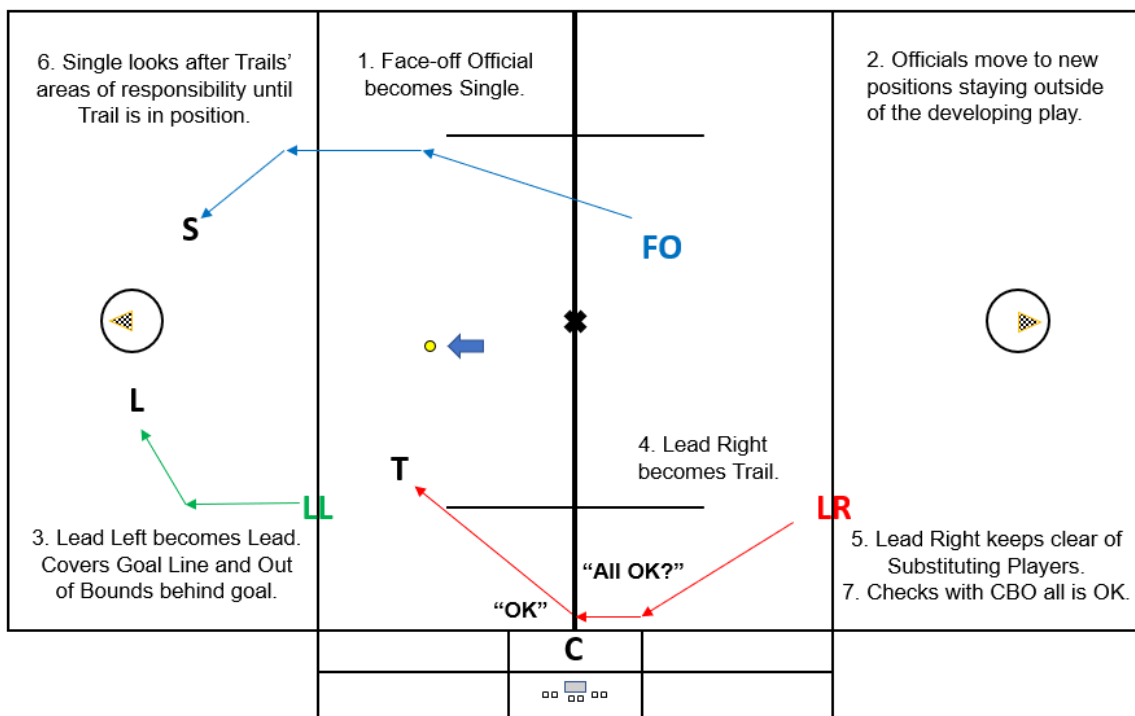 6. Single looks after Trails’
areas of responsibility until
Trail is in position.
1. Face-off Official
becomes Single.
2. Officials move to new
positions staying outside
of the developing play.
S
FO
L
T
4. Lead Right
becomes Trail.
LL
LR
3. Lead Left becomes Lead.
Covers Goal Line and Out
of Bounds behind goal.
5. Lead Right keeps clear of
Substituting Players.
7. Checks with CBO all is OK.
“All OK?”
“OK”
C